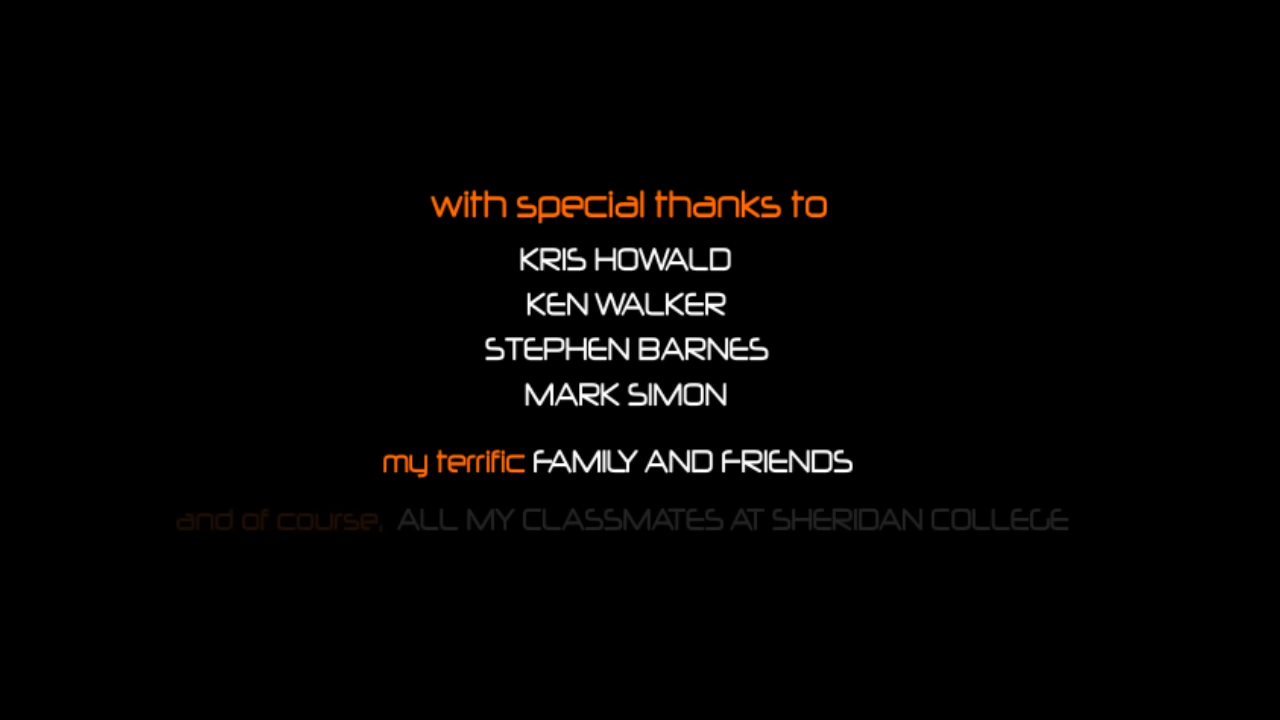 with special thanks to
KRIS HOWALD
KEN WALKER
STEPHEN BARNES
MARK SIMON
my terrific FAMILY AND FRIENDS
and of course, ALL MY CLASSMATES AT SHERIDAN COLLEGE